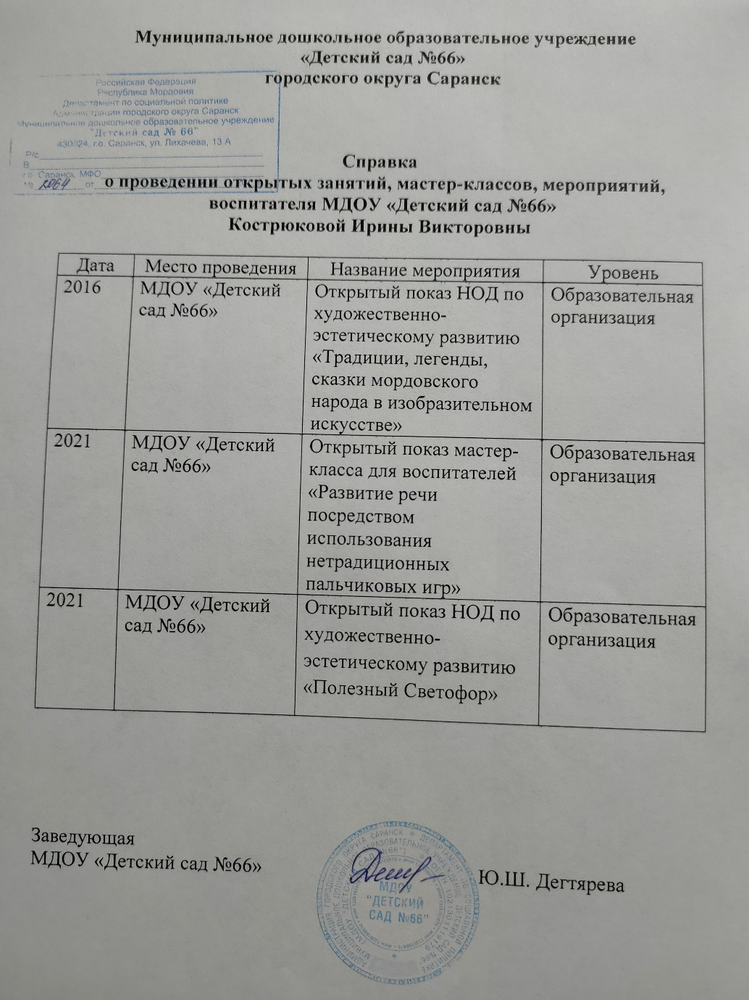 Муниципальное дошкольное образовательное учреждение
«Детский сад №66»
городского округа Саранск
Российская Федерация
Республика Мордовия
Департамент по социальной политике
Администрации городского округа Саранск
Муниципальное дошкольное образовательное учреждение
"Детский сад № 66"
430024, г.о. Саранск, ул. Лихачева, 13 А
Р/с
В
г.о. Саранск МФО
№ 2064 от
Справка
о проведении открытых занятий, мастер-классов, мероприятий,
воспитателя МДОУ «Детский сад №66»
Кострюковой Ирины Викторовны
Дата Место проведения Название мероприятия Уровень
2016 МДОУ «Детский Открытый показ НОД по Образовательная
сад №66» художественно- организация
эстетическому развитию
«Традиции, легенды,
сказки мордовского
народа в изобразительном
искусстве»
2021 МДОУ «Детский Открытый показ мастер- Образовательная
сад №66» класса для воспитателей организация
«Развитие речи
посредством
использования
нетрадиционных
пальчиковых игр»
2021 МДОУ «Детский Открытый показ НОД по Образовательная
сад №66» художественно- организация
эстетическому развитию
«Полезный Светофор»
Заведующая
МДОУ «Детский сад №66»
Ю.Ш. Дегтярева
МДОУ
"ДЕТСКИЙ
САД №66"